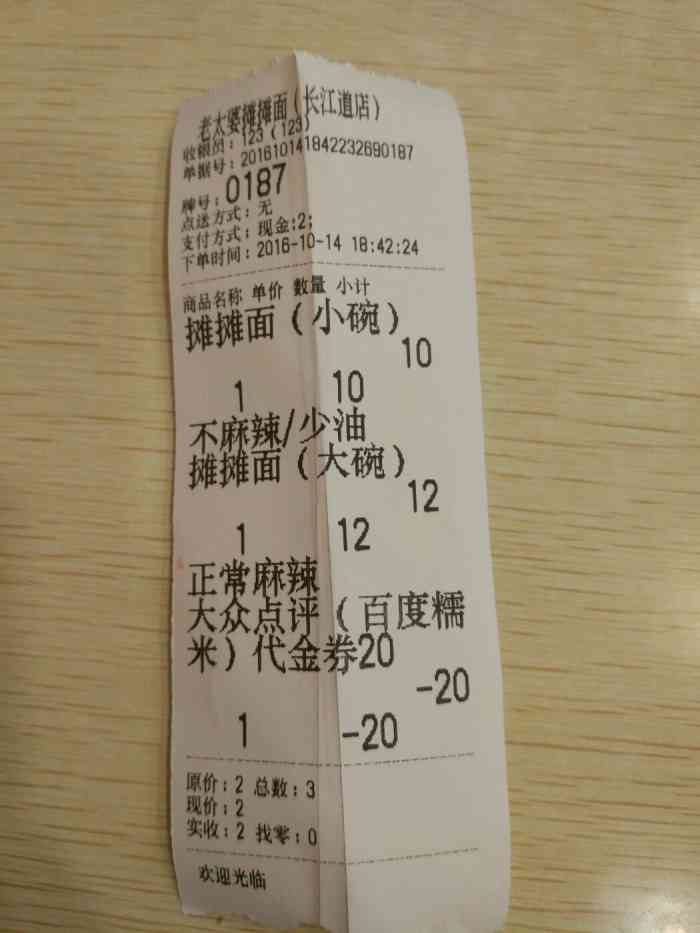 老太婆摊摊面(长江道店)
收银员：123(123)
单据号：20161014184223269​0187
牌号：0187
点送方式：无
支付方式：现金:2;
下单时间：2016-10-14 18:42:24
商品名称 单价 数量 小计
摊摊面(小碗)
10
1 10
不麻辣/少油
摊摊面(大碗)
12
1 12
正常麻辣
大众点评(百度糯
米)代金券20
-20
1 -20
原价：2 总数：3
现价：2
实收：2 找零：0
欢迎光临